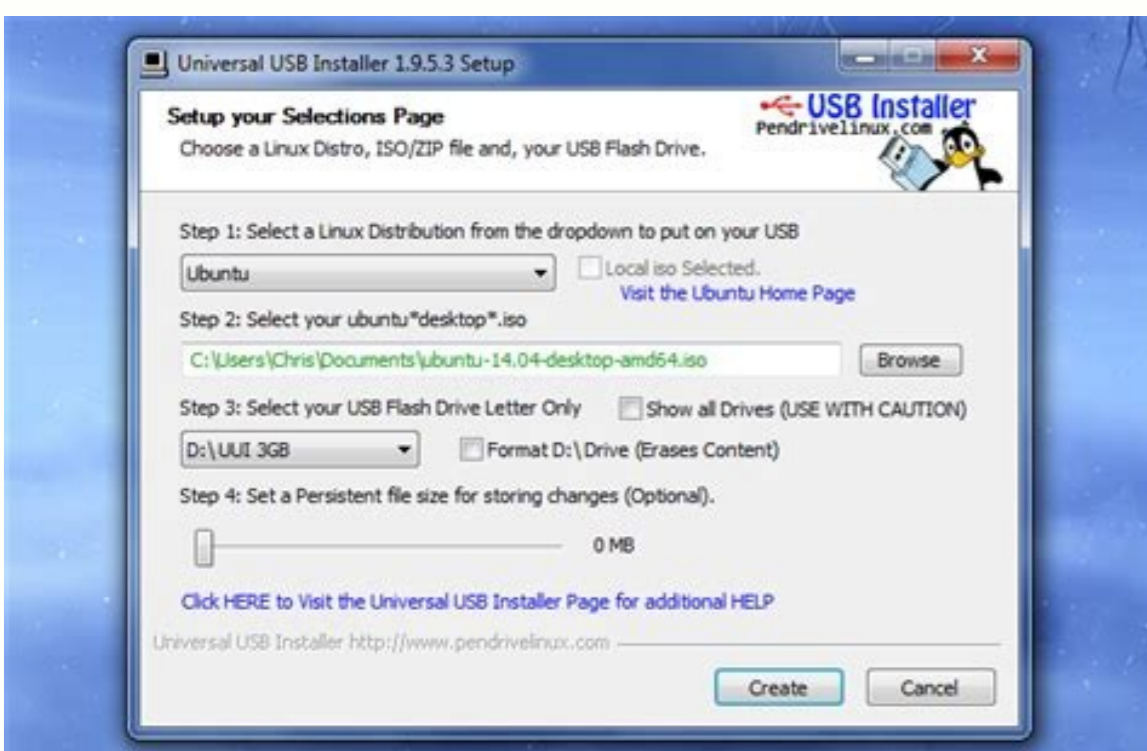 Universal USB Installer 1.9.5.3 Setup
Setup your Selections Page
Choose a Linux Distro, ISO/ZIP file and, your USB Flash Drive.
USB Installer
Pendrivelinux.com
Step 1: Select a Linux Distribution from the dropdown to put on your USB
Ubuntu
Local iso Selected.
Visit the Ubuntu Home Page
Step 2: Select your ubuntu*desktop*.iso
C:\Users\Chris\Documents\ubuntu-14.04-desktop-amd64.iso
Browse
Step 3: Select your USB Flash Drive Letter Only
Show all Drives (USE WITH CAUTION)
D:\UUI 3GB
Format D:\Drive (Erases Content)
Step 4: Set a Persistent file size for storing changes (Optional).
0 MB
Click HERE to Visit the Universal USB Installer Page for additional HELP
Universal USB Installer http://www.pendrivelinux.com
Create
Cancel